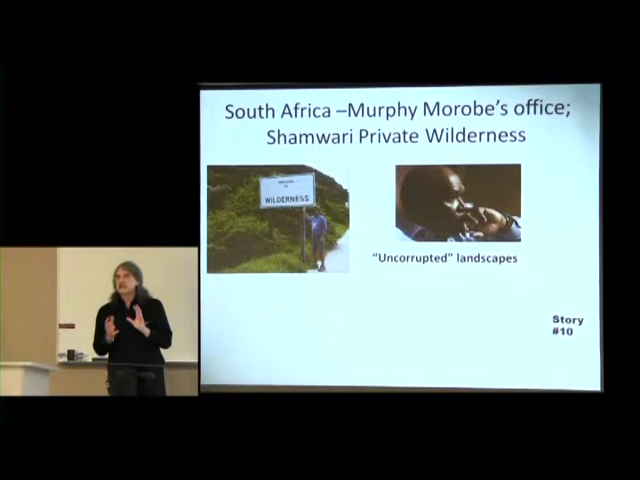 South Africa –Murphy Morobe's office;
Shamwari Private Wilderness
WILDERNESS
"Uncorrupted" landscapes
Story
#10